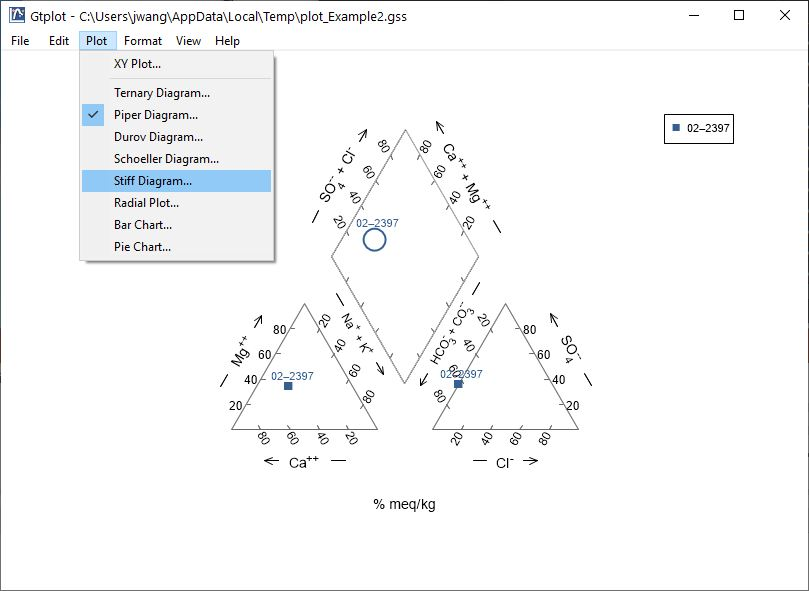 Gtplot - C:\Users\jwang\AppData\Local\Temp\plot_Example2.gss
File Edit Plot Format View Help
XY Plot...
Ternary Diagram...
Piper Diagram...
Durov Diagram...
Schoeller Diagram...
Stiff Diagram...
Radial Plot...
Bar Chart...
Pie Chart...
02–2397
SO₄⁻⁻ + Cl⁻
Ca⁺⁺ + Mg⁺⁺
80 80
60 60
40 40
20 20
02–2397
Mg⁺⁺
Na⁺ + K⁺
HCO₃⁻ + CO₃⁻⁻
SO₄⁻⁻
80 20 20 80
60 40 40 60
40 60 60 40
20 80 80 20
02–2397
02–2397
80 60 40 20
20 40 60 80
Ca⁺⁺
Cl⁻
% meq/kg